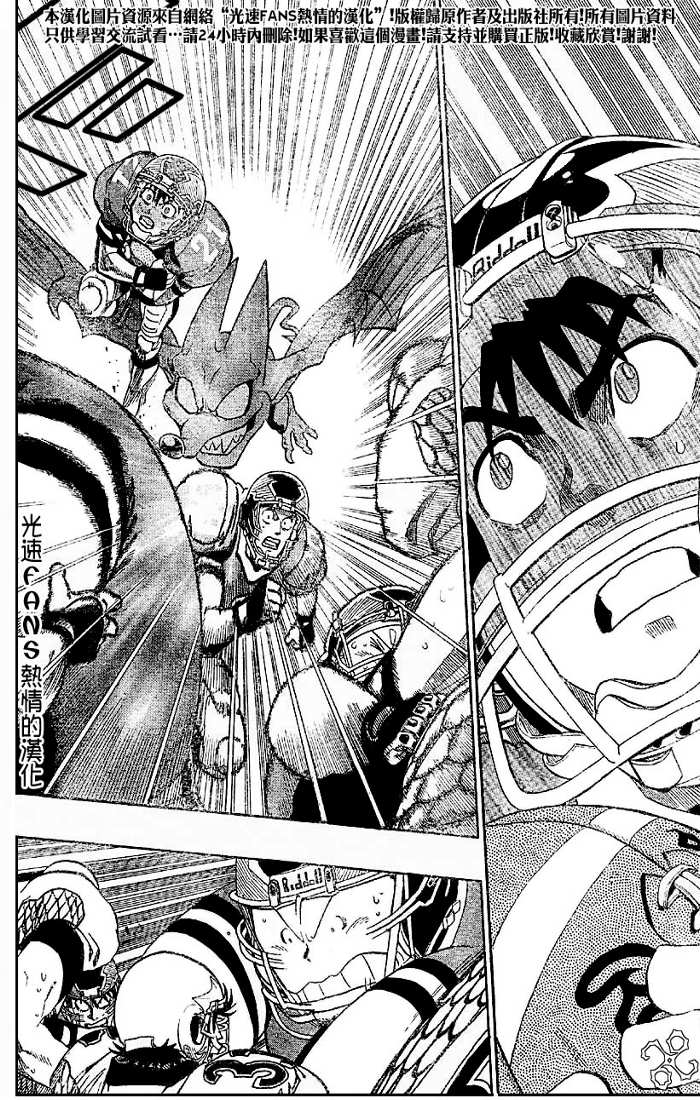 本漢化圖片資源來自網絡“光速FANS熱情的漢化”!版權歸原作者及出版社所有!所有圖片資料
只供學習交流試看…請24小時內刪除!如果喜歡這個漫畫!請支持並購買正版!收藏欣賞!謝謝!
21
Riddell
光速FANS熱情的漢化
Riddell
3